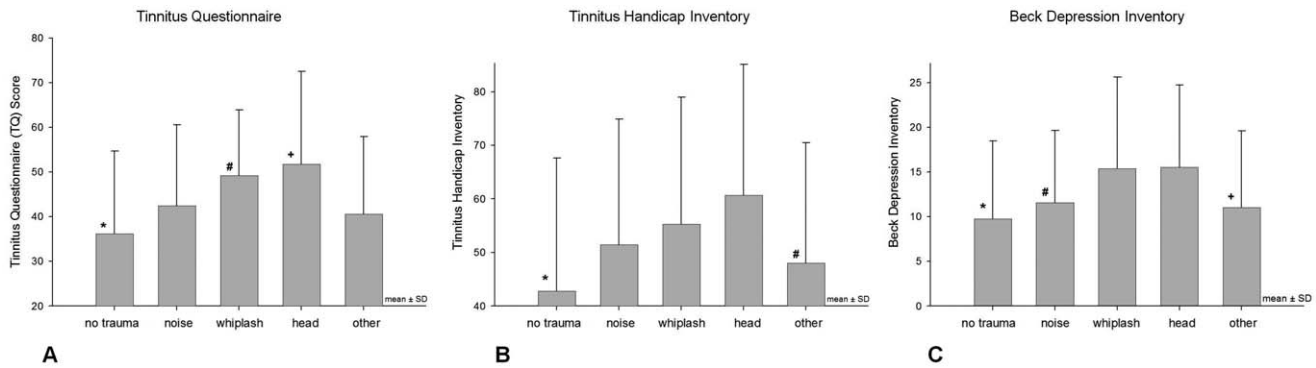 Tinnitus Questionnaire
Tinnitus Questionnaire (TQ) Score
80
70
60
50
40
30
20
*
#
+
mean ± SD
no trauma noise whiplash head other
A
Tinnitus Handicap Inventory
Tinnitus Handicap Inventory
80
70
60
50
40
*
#
mean ± SD
no trauma noise whiplash head other
B
Beck Depression Inventory
Beck Depression Inventory
25
20
15
10
5
0
*
#
+
mean ± SD
no trauma noise whiplash head other
C